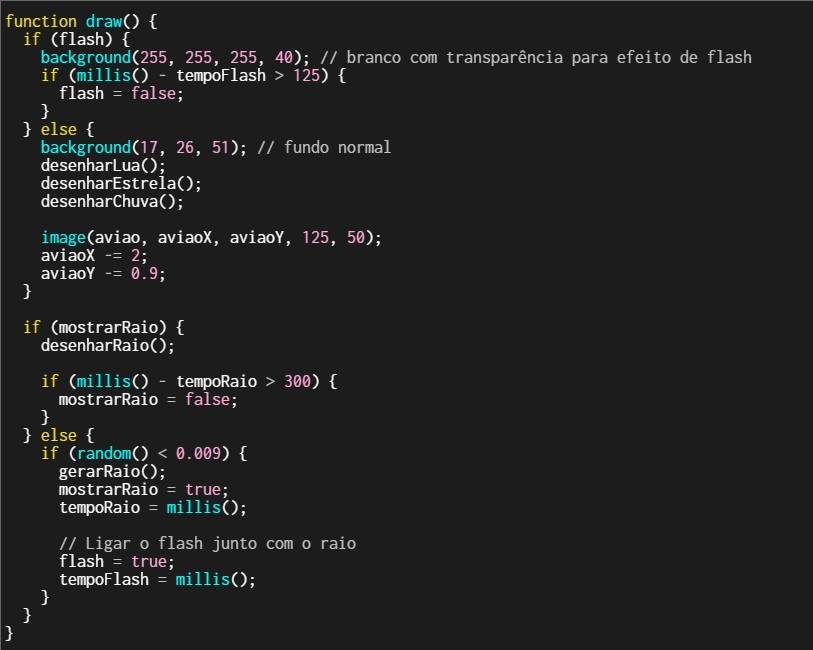 function draw() {
  if (flash) {
    background(255, 255, 255, 40); // branco com transparência para efeito de flash
    if (millis() - tempoFlash > 125) {
      flash = false;
    }
  } else {
    background(17, 26, 51); // fundo normal
    desenharLua();
    desenharEstrela();
    desenharChuva();

    image(aviao, aviaoX, aviaoY, 125, 50);
    aviaoX -= 2;
    aviaoY -= 0.9;
  }

  if (mostrarRaio) {
    desenharRaio();

    if (millis() - tempoRaio > 300) {
      mostrarRaio = false;
    }
  } else {
    if (random() < 0.009) {
      gerarRaio();
      mostrarRaio = true;
      tempoRaio = millis();

      // Ligar o flash junto com o raio
      flash = true;
      tempoFlash = millis();
    }
  }
}